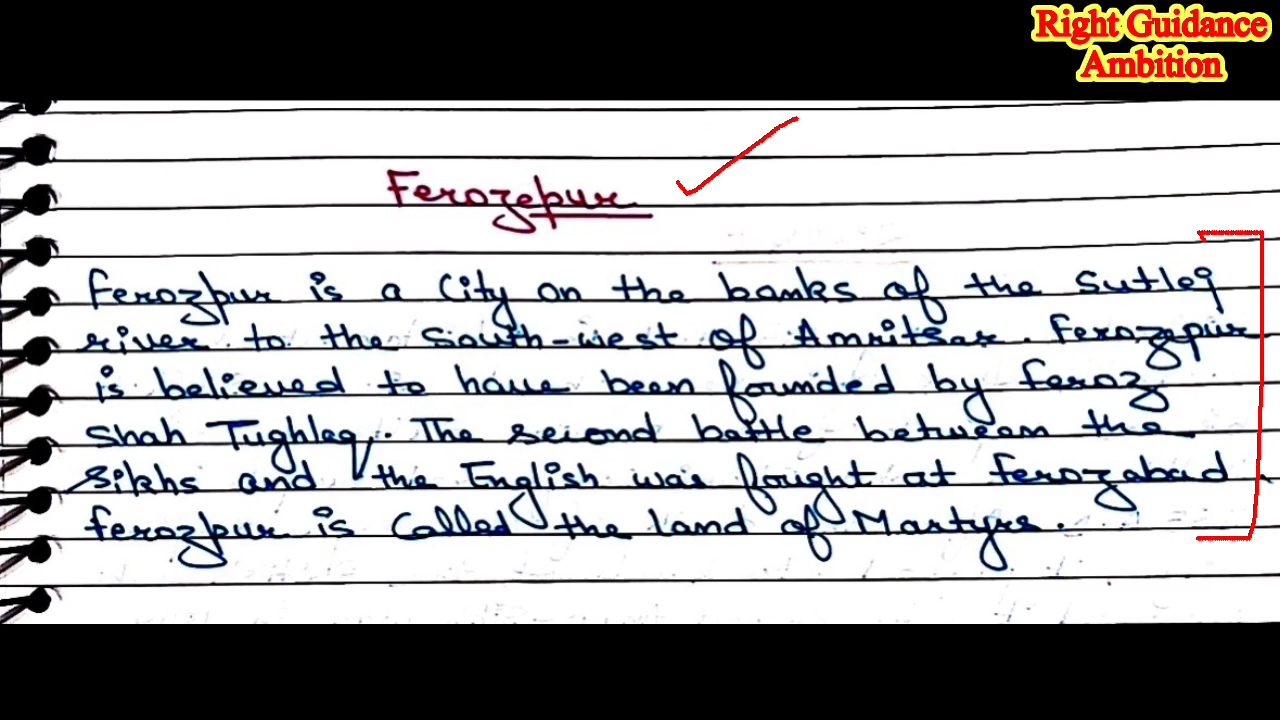 Right Guidance
Ambition
Ferozepur
Ferozpur is a City on the banks of the Sutlej
river to the South-west of Amritsar. Ferozepur
is believed to have been founded by Feroz
Shah Tughlaq. The second battle between the
Sikhs and the English was fought at Ferozabad.
Ferozpur is Called the land of Martyrs.